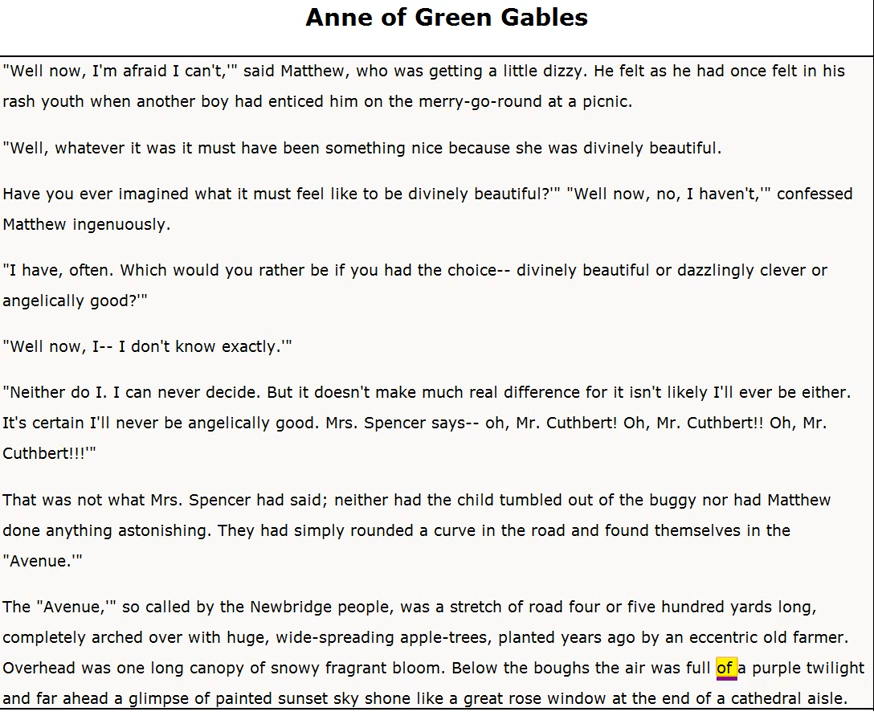 Anne of Green Gables
"Well now, I'm afraid I can't,'" said Matthew, who was getting a little dizzy. He felt as he had once felt in his
rash youth when another boy had enticed him on the merry-go-round at a picnic.
"Well, whatever it was it must have been something nice because she was divinely beautiful.
Have you ever imagined what it must feel like to be divinely beautiful?'" "Well now, no, I haven't,'" confessed
Matthew ingenuously.
"I have, often. Which would you rather be if you had the choice-- divinely beautiful or dazzlingly clever or
angelically good?'"
"Well now, I-- I don't know exactly.'"
"Neither do I. I can never decide. But it doesn't make much real difference for it isn't likely I'll ever be either.
It's certain I'll never be angelically good. Mrs. Spencer says-- oh, Mr. Cuthbert! Oh, Mr. Cuthbert!! Oh, Mr.
Cuthbert!!!'"
That was not what Mrs. Spencer had said; neither had the child tumbled out of the buggy nor had Matthew
done anything astonishing. They had simply rounded a curve in the road and found themselves in the
"Avenue.'"
The "Avenue,'" so called by the Newbridge people, was a stretch of road four or five hundred yards long,
completely arched over with huge, wide-spreading apple-trees, planted years ago by an eccentric old farmer.
Overhead was one long canopy of snowy fragrant bloom. Below the boughs the air was full of a purple twilight
and far ahead a glimpse of painted sunset sky shone like a great rose window at the end of a cathedral aisle.